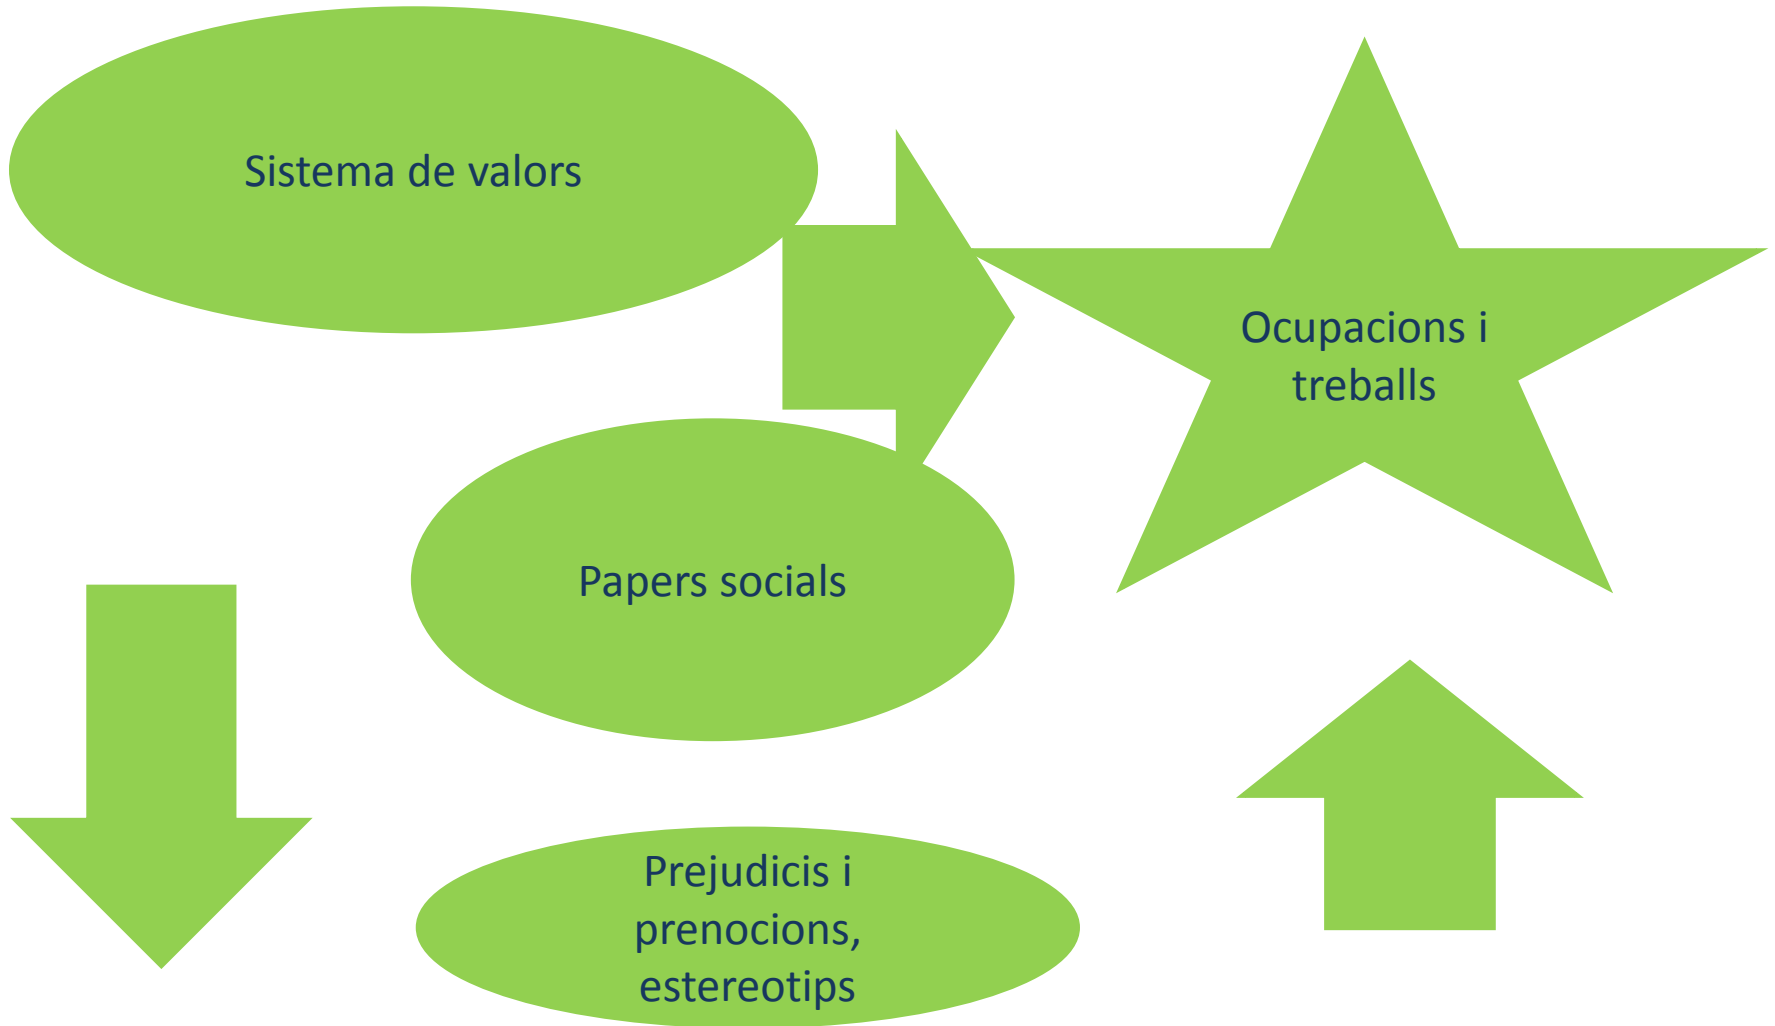 Sistema de valors
Ocupacions i
treballs
Papers socials
Prejudicis i
prenocions,
estereotips